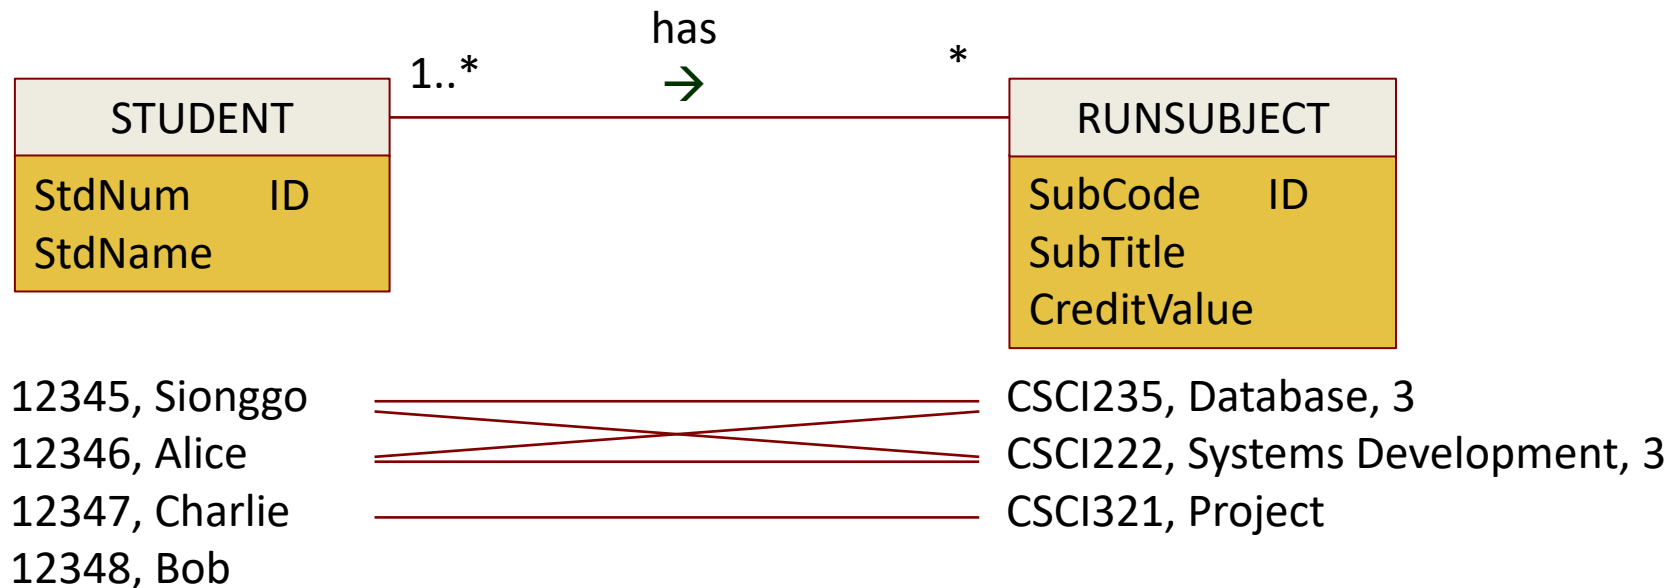 has
1..*
*
→
STUDENT
RUNSUBJECT
StdNum ID
StdName
SubCode ID
SubTitle
CreditValue
12345, Sionggo
CSCI235, Database, 3
12346, Alice
CSCI222, Systems Development, 3
12347, Charlie
CSCI321, Project
12348, Bob